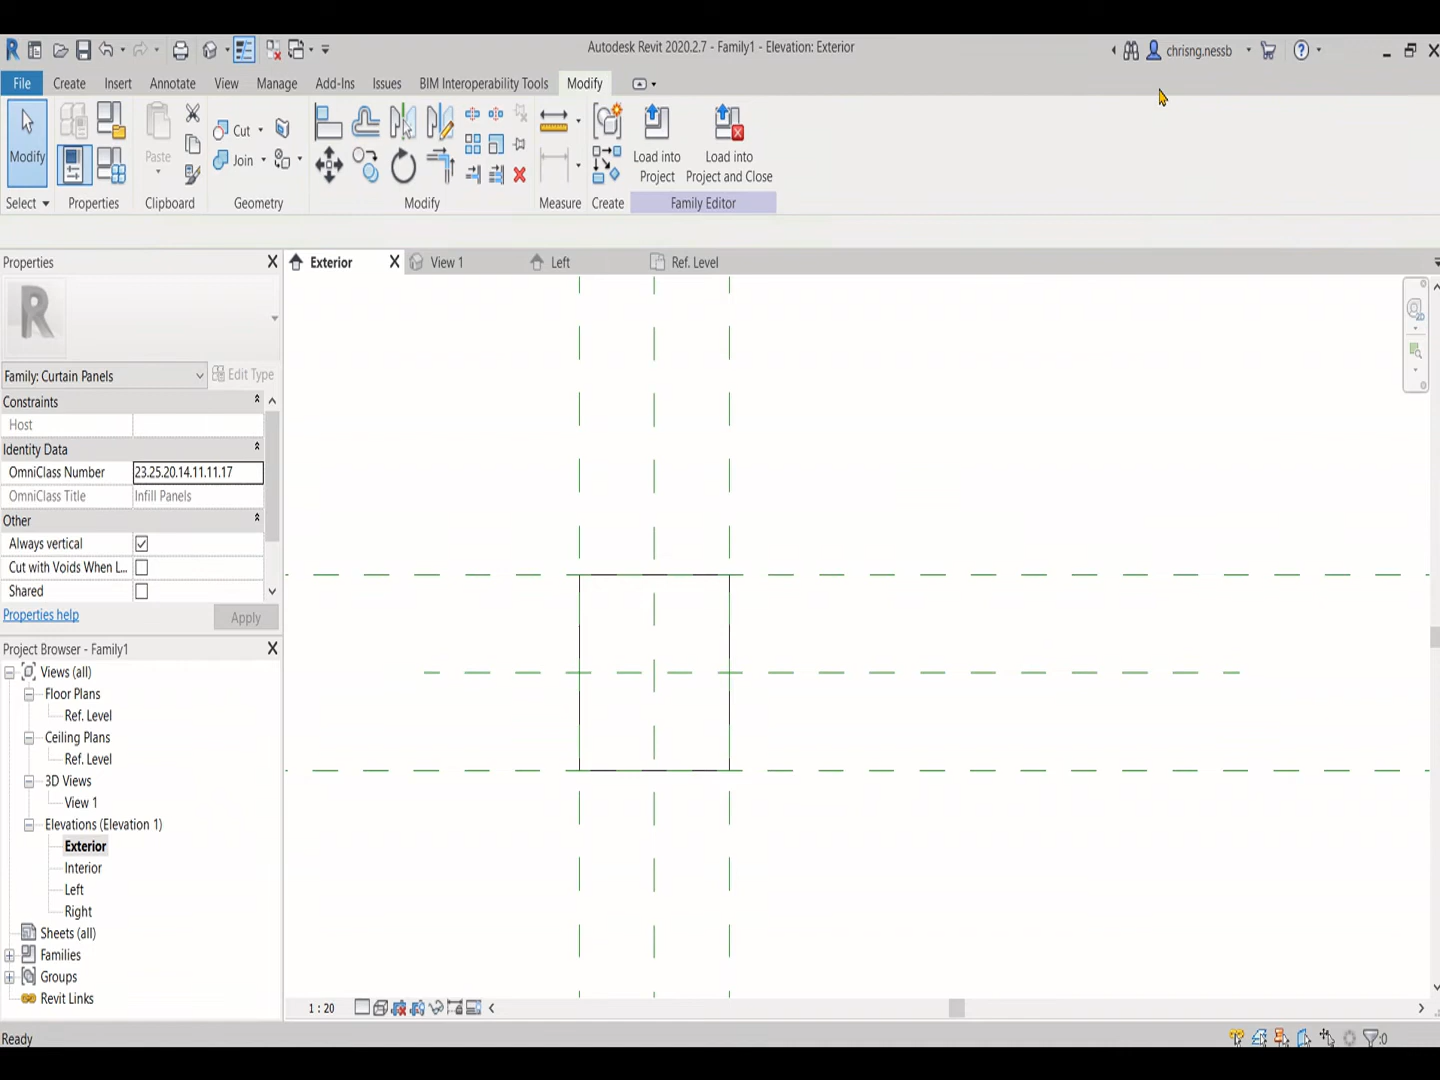 Autodesk Revit 2020.2.7 - Family1 - Elevation: Exterior
chrisng.nessb
File Create Insert Annotate View Manage Add-Ins Issues BIM Interoperability Tools Modify
Modify
Paste
Cut
Join
Load into
Project
Load into
Project and Close
Select Properties Clipboard Geometry Modify Measure Create Family Editor
Properties
Exterior View 1 Left Ref. Level
R
Family: Curtain Panels Edit Type
Constraints
Host
Identity Data
OmniClass Number 23.25.20.14.11.11.17
OmniClass Title Infill Panels
Other
Always vertical
Cut with Voids When L...
Shared
Properties help Apply
Project Browser - Family1
Views (all)
Floor Plans
Ref. Level
Ceiling Plans
Ref. Level
3D Views
View 1
Elevations (Elevation 1)
Exterior
Interior
Left
Right
Sheets (all)
Families
Groups
Revit Links
1 : 20
Ready
:0